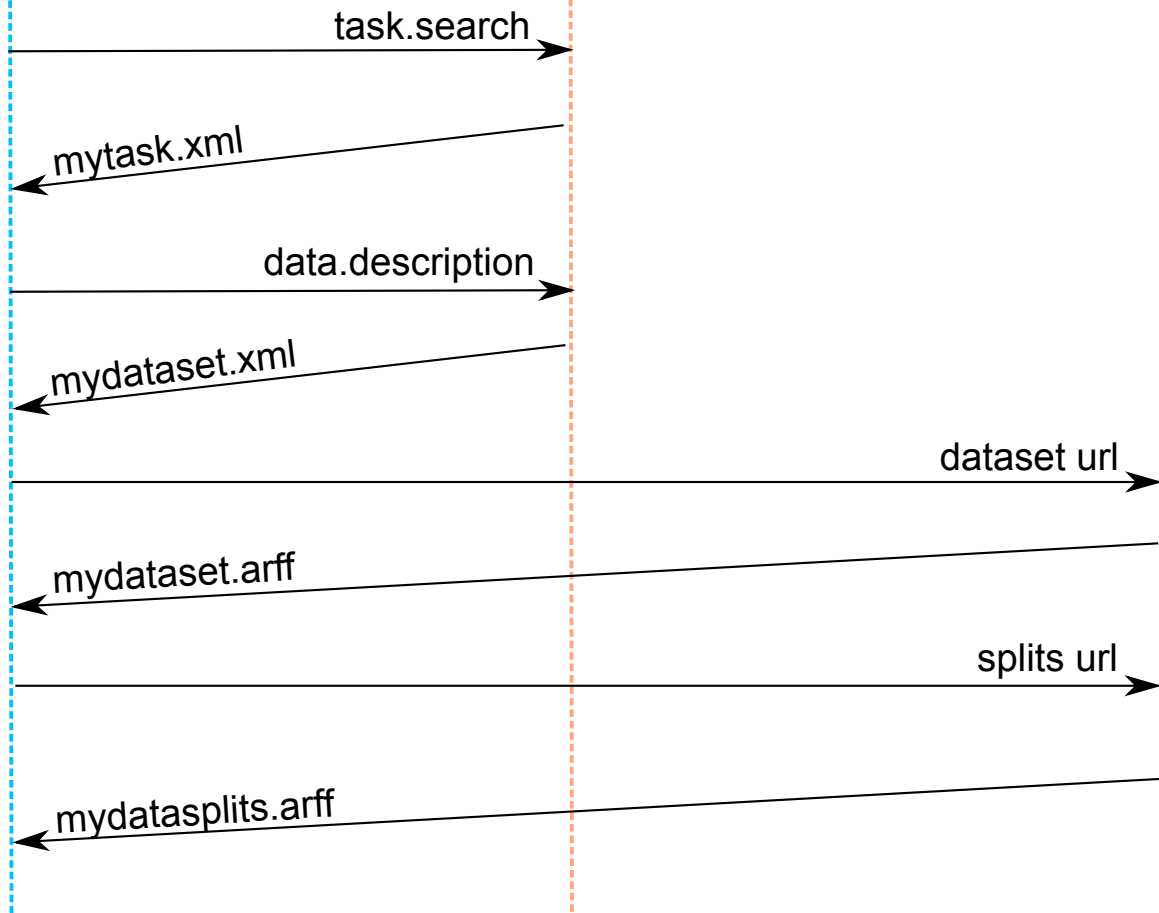 task.search
mytask.xml
data.description
mydataset.xml
dataset url
mydataset.arff
splits url
mydatasplits.arff